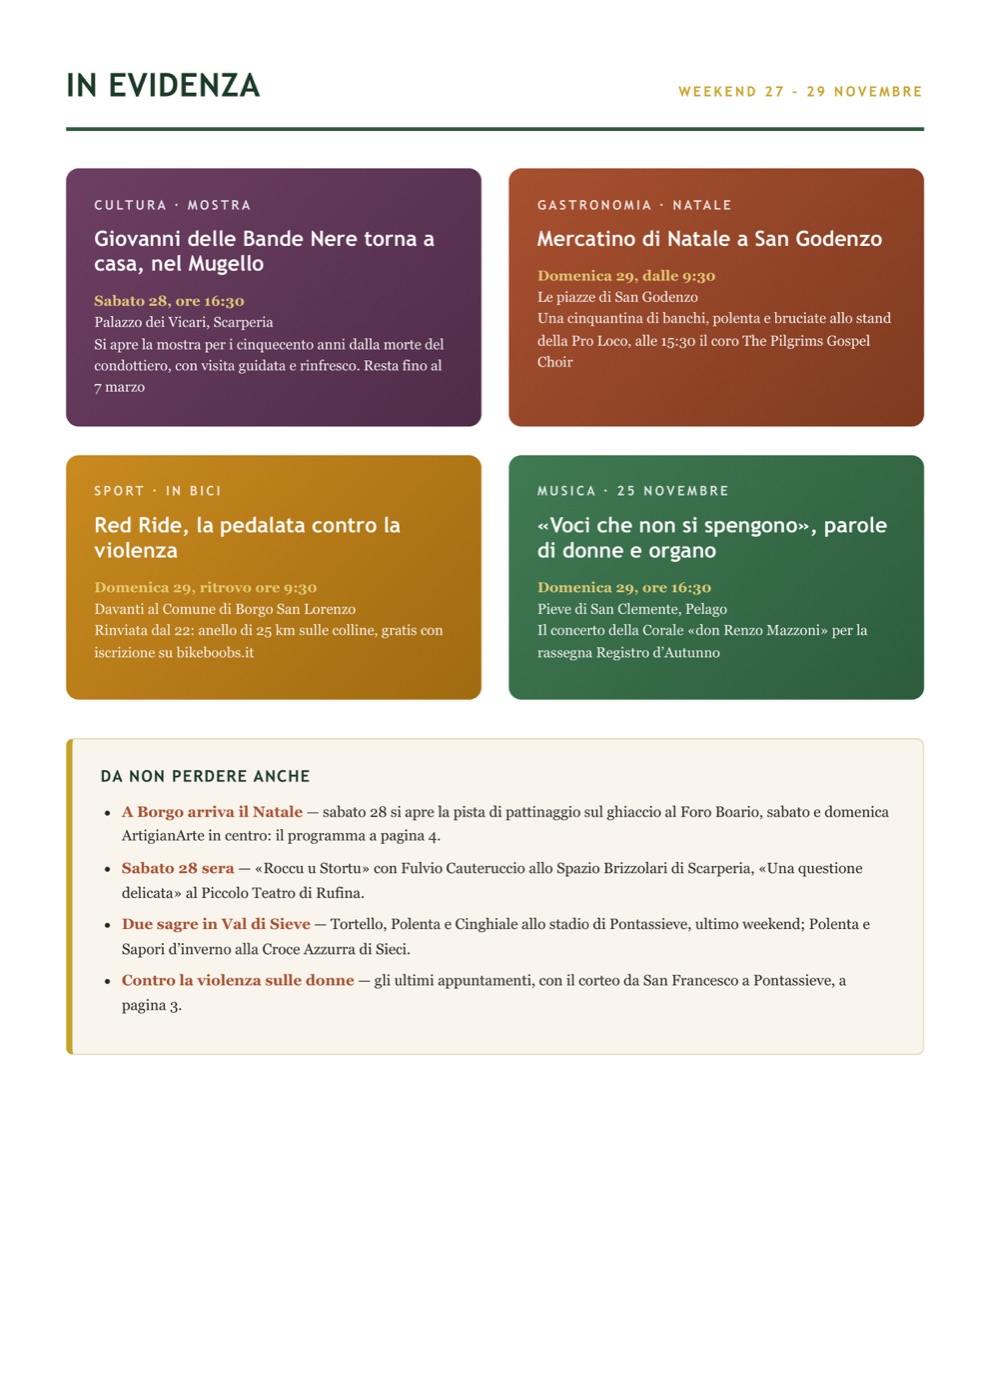 IN EVIDENZA
WEEKEND 27 - 29 NOVEMBRE
CULTURA · MOSTRA
Giovanni delle Bande Nere torna a
casa, nel Mugello
Sabato 28, ore 16:30
Palazzo dei Vicari, Scarperia
Si apre la mostra per i cinquecento anni dalla morte del
condottiero, con visita guidata e rinfresco. Resta fino al
7 marzo
GASTRONOMIA · NATALE
Mercatino di Natale a San Godenzo
Domenica 29, dalle 9:30
Le piazze di San Godenzo
Una cinquantina di banchi, polenta e bruciate allo stand
della Pro Loco, alle 15:30 il coro The Pilgrims Gospel
Choir
SPORT · IN BICI
Red Ride, la pedalata contro la
violenza
Domenica 29, ritrovo ore 9:30
Davanti al Comune di Borgo San Lorenzo
Rinviata dal 22: anello di 25 km sulle colline, gratis con
iscrizione su bikeboobs.it
MUSICA · 25 NOVEMBRE
«Voci che non si spengono», parole
di donne e organo
Domenica 29, ore 16:30
Pieve di San Clemente, Pelago
Il concerto della Corale «don Renzo Mazzoni» per la
rassegna Registro d’Autunno
DA NON PERDERE ANCHE
• A Borgo arriva il Natale — sabato 28 si apre la pista di pattinaggio sul ghiaccio al Foro Boario, sabato e domenica
ArtigianArte in centro: il programma a pagina 4.
• Sabato 28 sera — «Roccu u Stortu» con Fulvio Cauteruccio allo Spazio Brizzolari di Scarperia, «Una questione
delicata» al Piccolo Teatro di Rufina.
• Due sagre in Val di Sieve — Tortello, Polenta e Cinghiale allo stadio di Pontassieve, ultimo weekend; Polenta e
Sapori d’inverno alla Croce Azzurra di Sieci.
• Contro la violenza sulle donne — gli ultimi appuntamenti, con il corteo da San Francesco a Pontassieve, a
pagina 3.